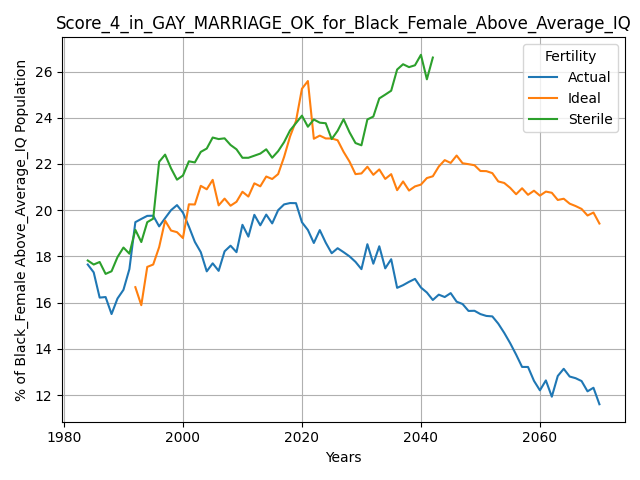 Score_4_in_GAY_MARRIAGE_OK_for_Black_Female_Above_Average_IQ
% of Black_Female Above_Average_IQ Population
26
24
22
20
18
16
14
12
1980 2000 2020 2040 2060
Years
Fertility
Actual
Ideal
Sterile